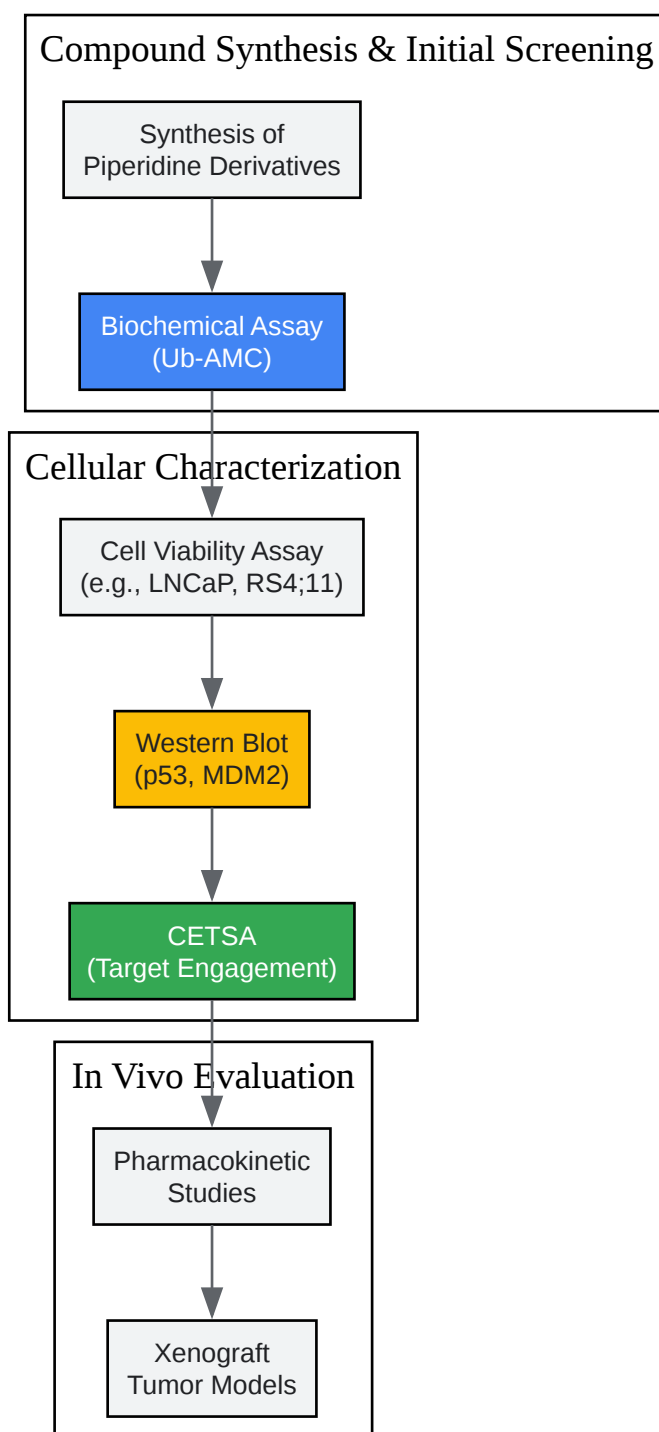 Compound Synthesis & Initial Screening
Synthesis of
Piperidine Derivatives
Biochemical Assay
(Ub-AMC)
Cellular Characterization
Cell Viability Assay
(e.g., LNCaP, RS4;11)
Western Blot
(p53, MDM2)
CETSA
(Target Engagement)
In Vivo Evaluation
Pharmacokinetic
Studies
Xenograft
Tumor Models